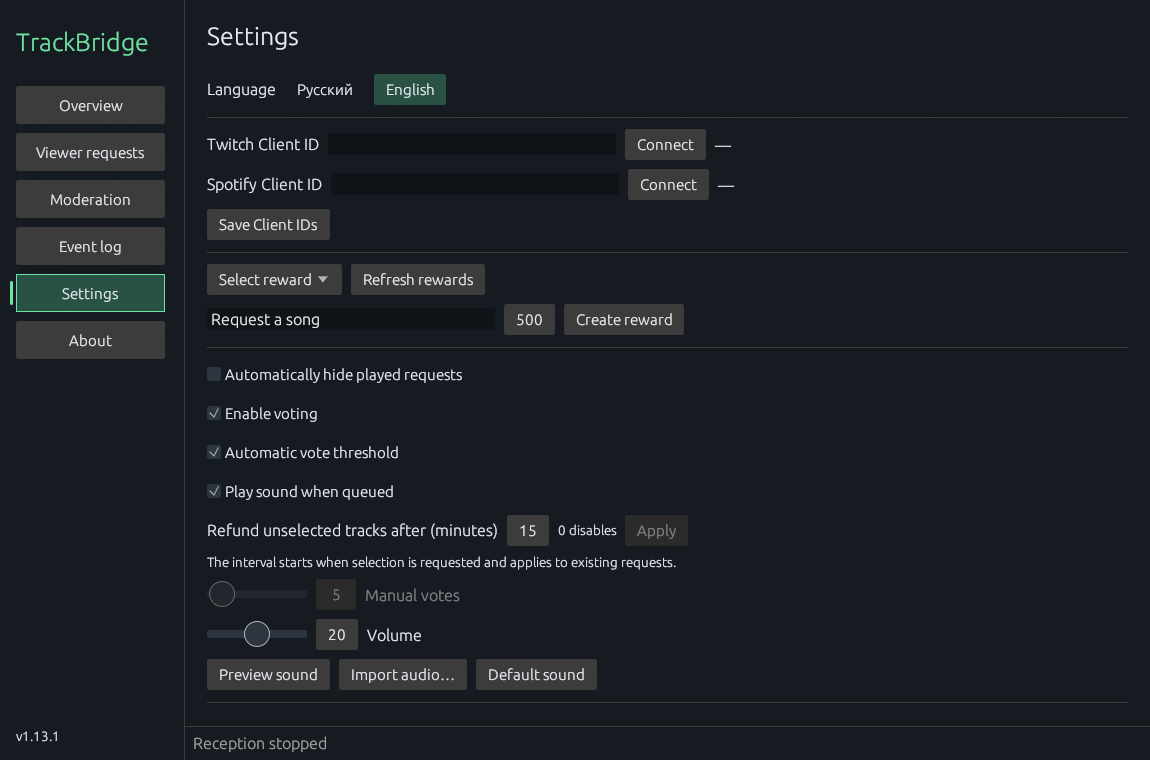 TrackBridge
Overview
Viewer requests
Moderation
Event log
Settings
About
v1.13.1
Settings
Language Русский English
Twitch Client ID Connect —
Spotify Client ID Connect —
Save Client IDs
Select reward Refresh rewards
Request a song 500 Create reward
Automatically hide played requests
Enable voting
Automatic vote threshold
Play sound when queued
Refund unselected tracks after (minutes) 15 0 disables Apply
The interval starts when selection is requested and applies to existing requests.
5 Manual votes
20 Volume
Preview sound Import audio… Default sound
Reception stopped